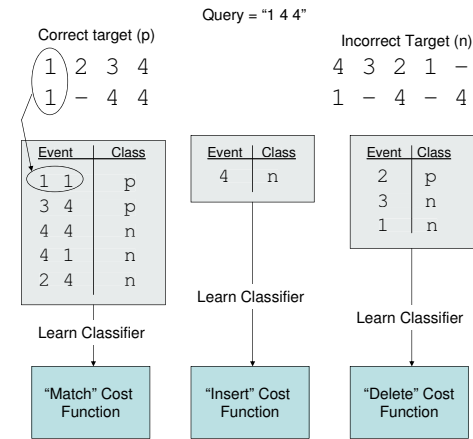 Query = “1 4 4”
Correct target (p)
1 2 3 4
1 – 4 4
Incorrect Target (n)
4 3 2 1 –
1 – 4 – 4
Event Class
1 1 p
3 4 p
4 4 n
4 1 n
2 4 n
Learn Classifier
“Match” Cost
Function
Event Class
4 n
Learn Classifier
“Insert” Cost
Function
Event Class
2 p
3 n
1 n
Learn Classifier
“Delete” Cost
Function